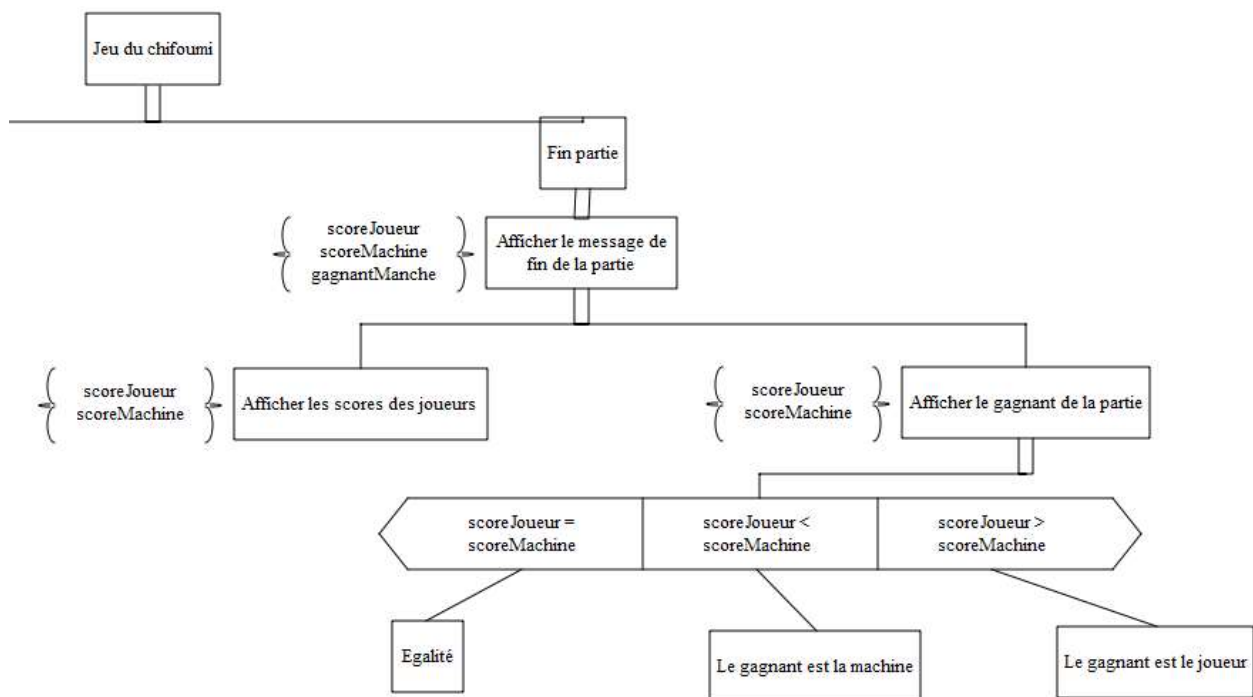 Jeu du chifoumi
Fin partie
scoreJoueur
scoreMachine
gagnantManche
Afficher le message de
fin de la partie
scoreJoueur
scoreMachine
Afficher les scores des joueurs
scoreJoueur
scoreMachine
Afficher le gagnant de la partie
scoreJoueur =
scoreMachine
scoreJoueur <
scoreMachine
scoreJoueur >
scoreMachine
Egalité
Le gagnant est la machine
Le gagnant est le joueur